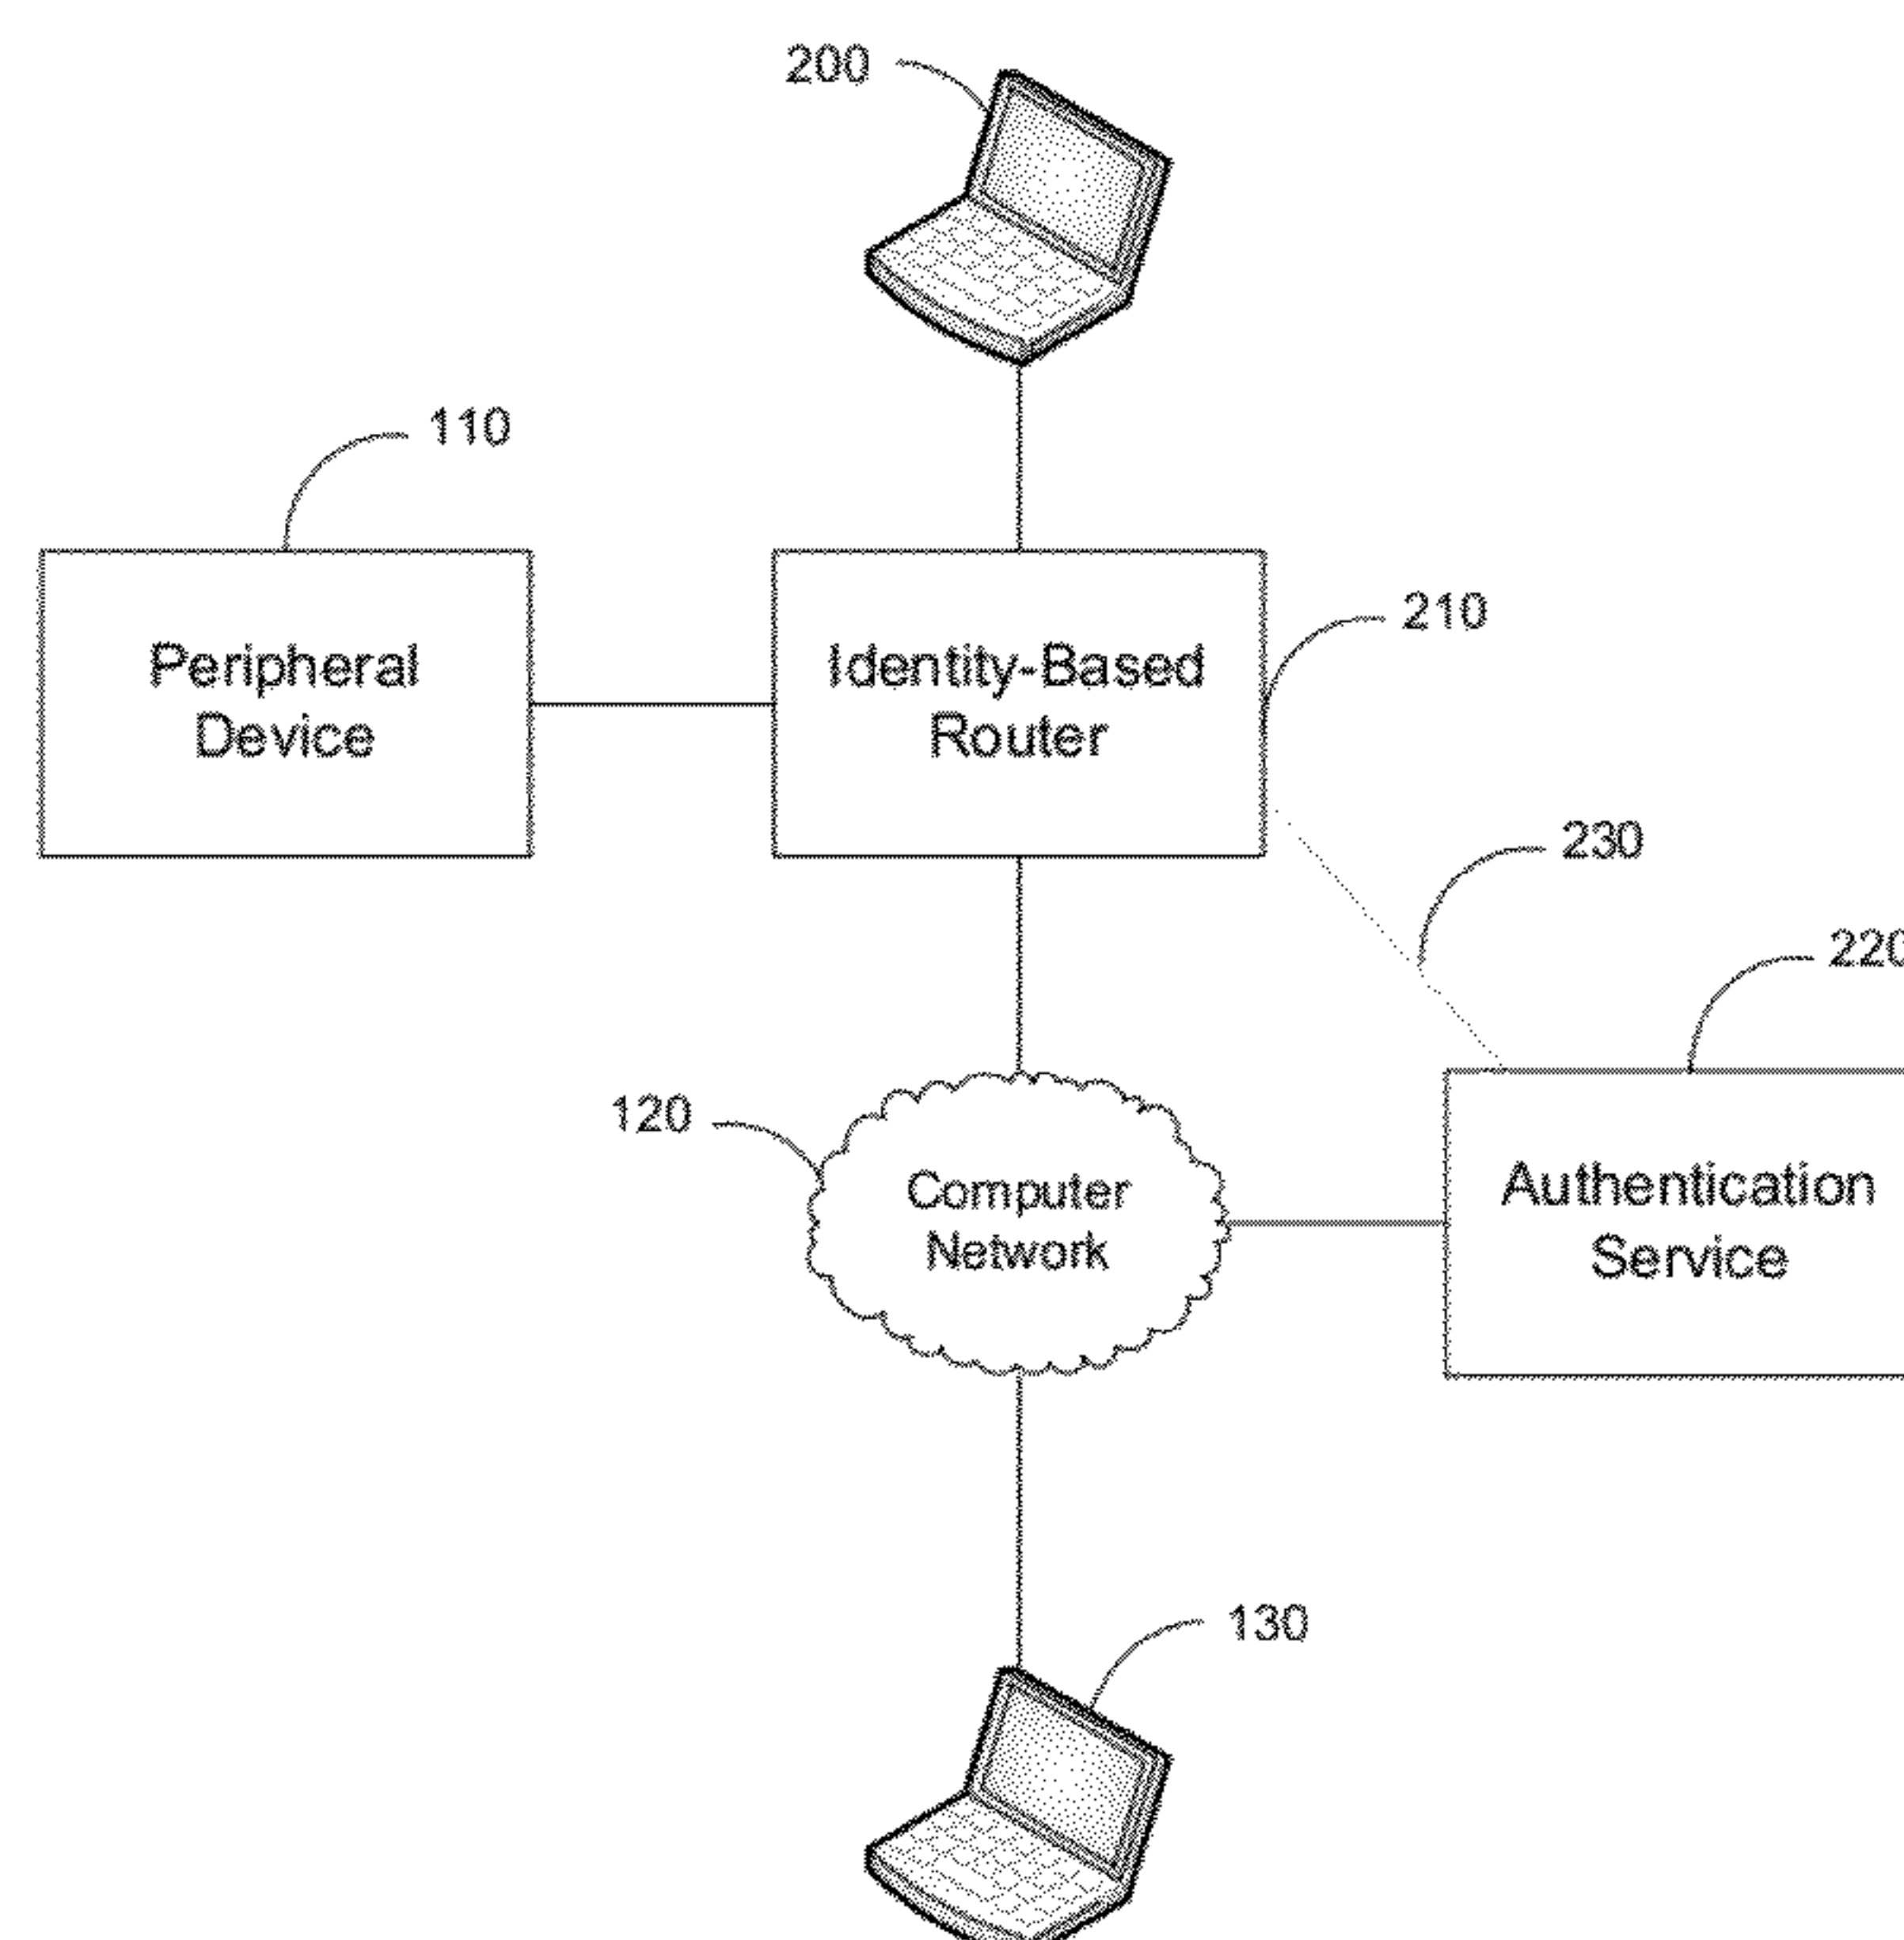 200
110
Peripheral
Device
Identity-Based
Router
210
230
220
120
Computer
Network
Authentication
Service
130